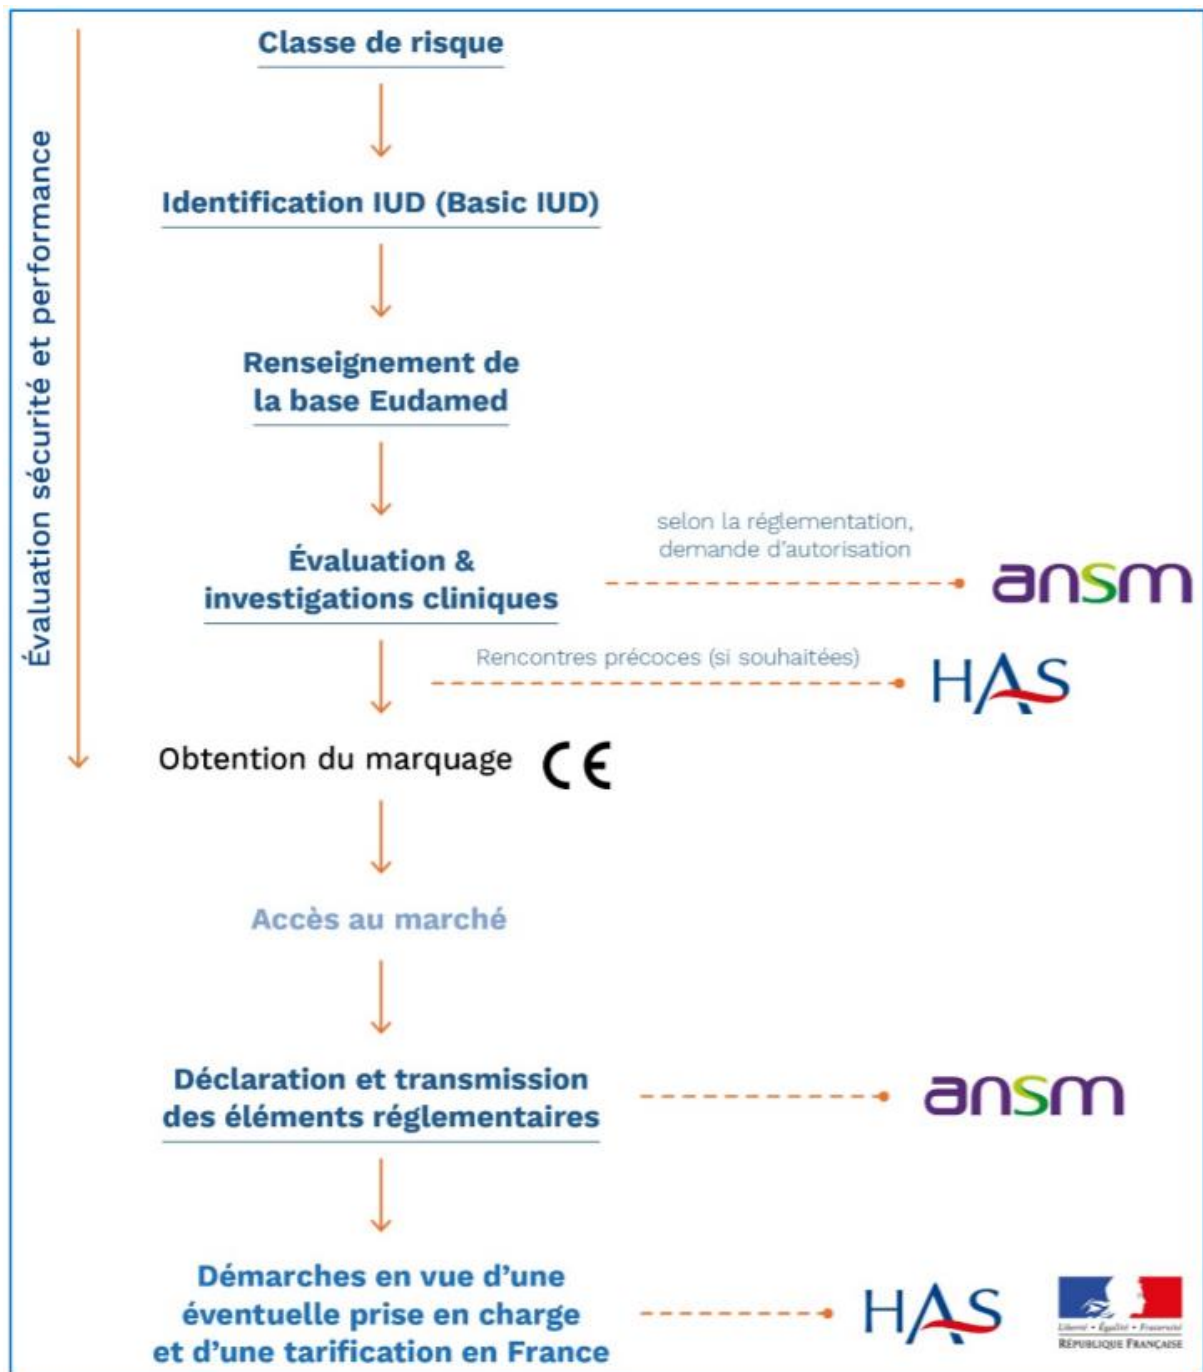 Évaluation sécurité et performance
Classe de risque
Identification IUD (Basic IUD)
Renseignement de
la base Eudamed
Évaluation &
investigations cliniques
selon la réglementation,
demande d'autorisation
ansm
Rencontres précoces (si souhaitées)
HAS
Obtention du marquage CE
Accès au marché
Déclaration et transmission
des éléments réglementaires
ansm
Démarches en vue d'une
éventuelle prise en charge
et d'une tarification en France
HAS
Liberté • Égalité • Fraternité
RÉPUBLIQUE FRANÇAISE